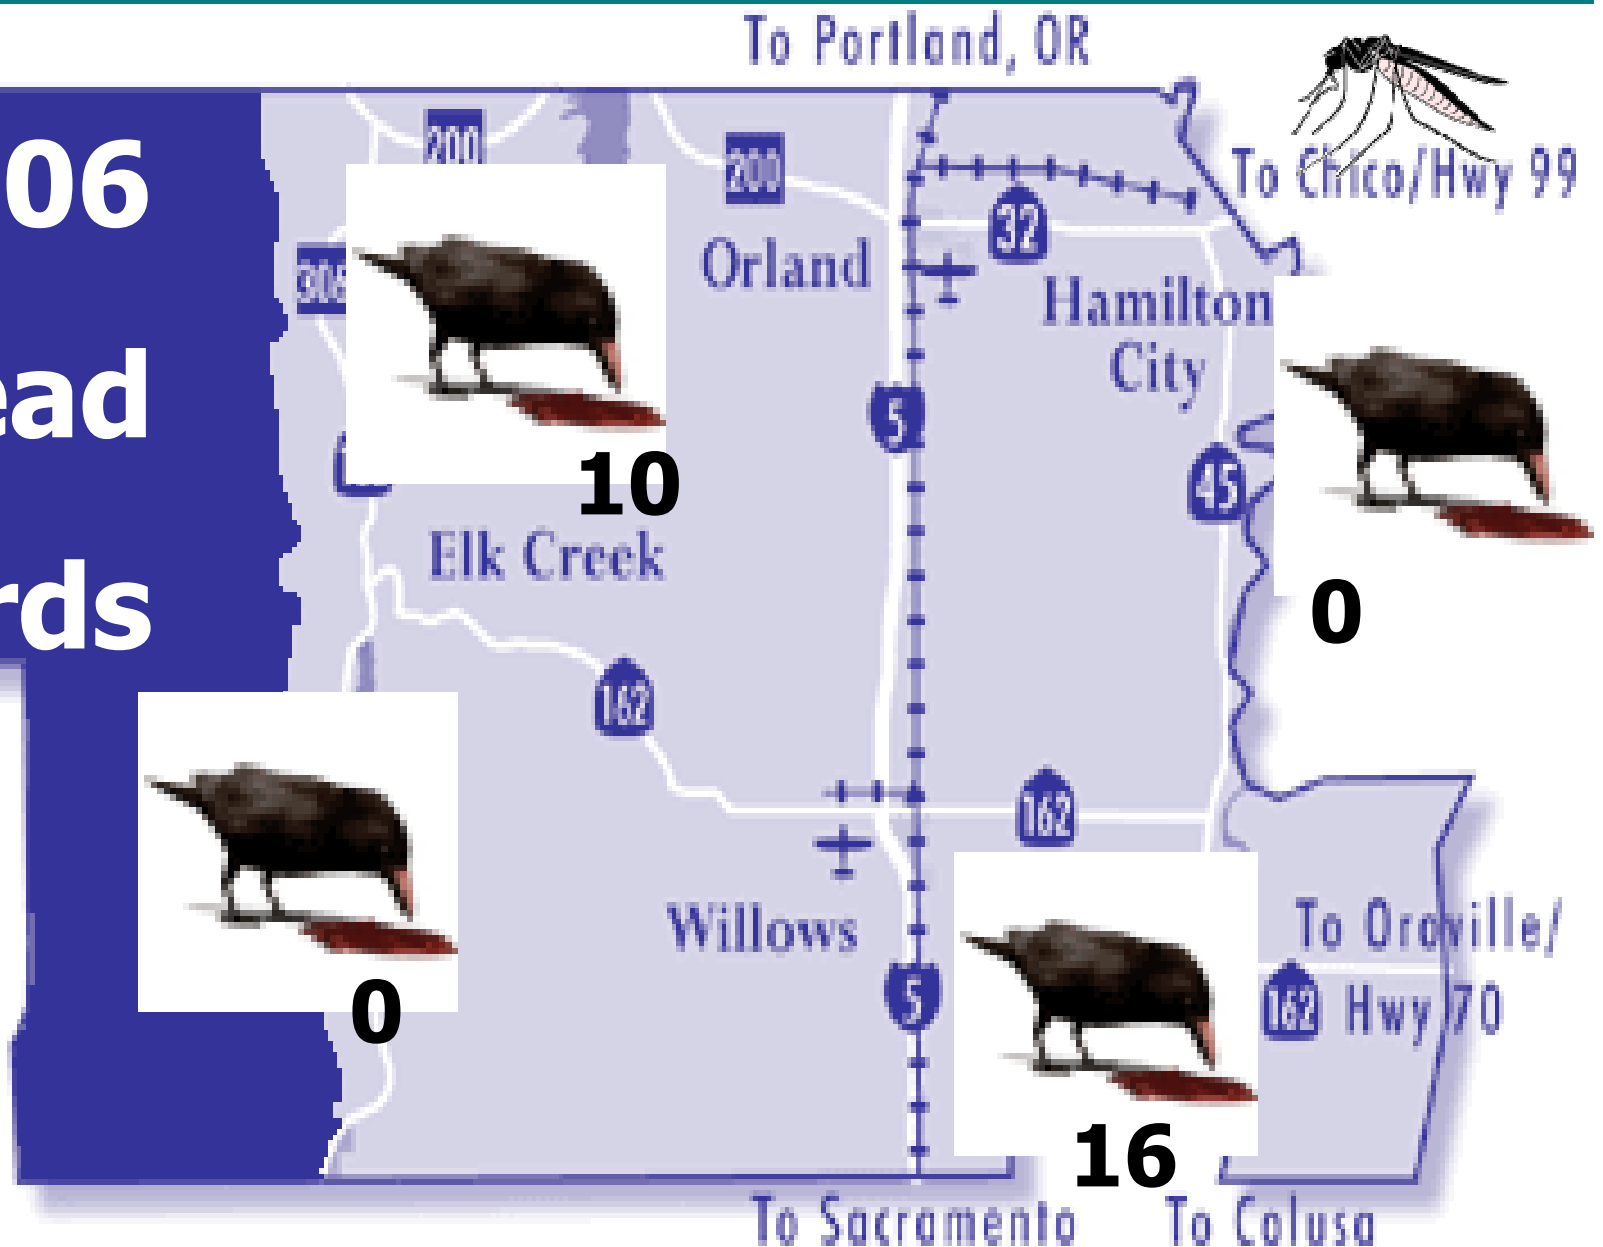 To Portland, OR
To Chico/Hwy 99
06
200
32
Orland
Hamilton
City
ead
5
45
10
Elk Creek
rds
0
162
162
Willows
To Oroville/
0
5
162 Hwy 70
16
To Sacramento To Colusa